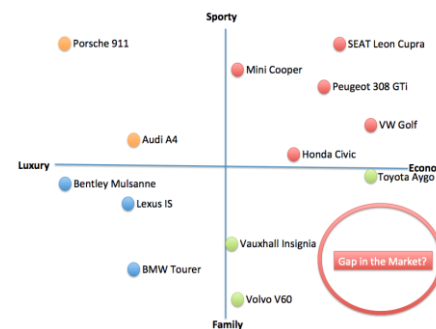 Sporty
Porsche 911
SEAT Leon Cupra
Mini Cooper
Peugeot 308 GTi
VW Golf
Audi A4
Honda Civic
Luxury
Econo
Toyota Aygo
Bentley Mulsanne
Lexus IS
Vauxhall Insignia
Gap in the Market?
BMW Tourer
Volvo V60
Family